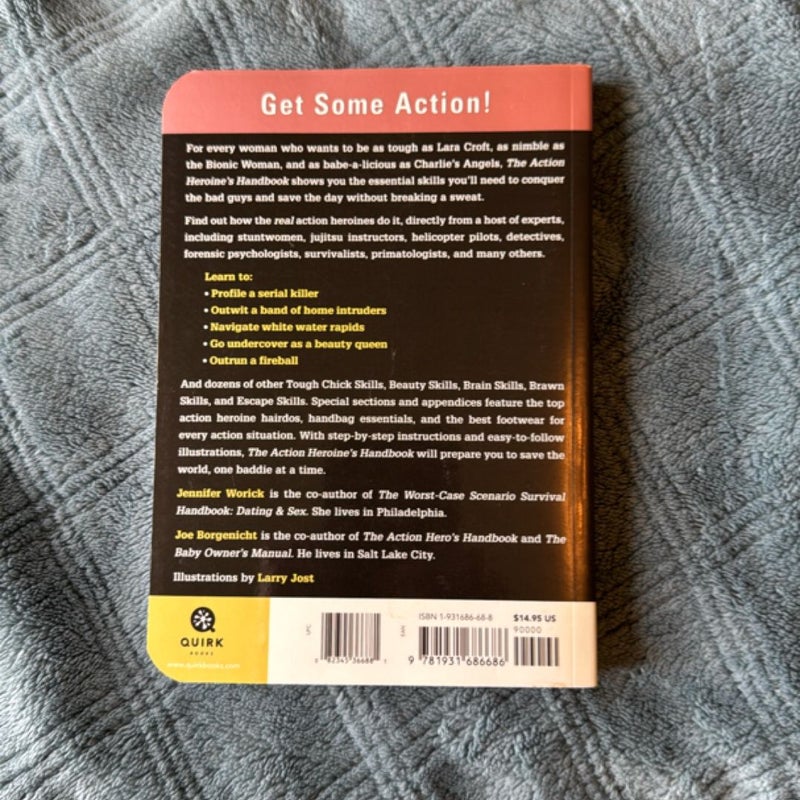 Get Some Action!
For every woman who wants to be as tough as Lara Croft, as nimble as
the Bionic Woman, and as babe-a-licious as Charlie's Angels, The Action
Heroine's Handbook shows you the essential skills you'll need to conquer
the bad guys and save the day without breaking a sweat.
Find out how the real action heroines do it, directly from a host of experts,
including stuntwomen, jujitsu instructors, helicopter pilots, detectives,
forensic psychologists, survivalists, primatologists, and many others.
Learn to:
• Profile a serial killer
• Outwit a band of home intruders
• Navigate white water rapids
• Go undercover as a beauty queen
• Outrun a fireball
And dozens of other Tough Chick Skills, Beauty Skills, Brain Skills, Brawn
Skills, and Escape Skills. Special sections and appendices feature the top
action heroine hairdos, handbag essentials, and the best footwear for
every action situation. With step-by-step instructions and easy-to-follow
illustrations, The Action Heroine's Handbook will prepare you to save the
world, one baddie at a time.
Jennifer Worick is the co-author of The Worst-Case Scenario Survival
Handbook: Dating & Sex. She lives in Philadelphia.
Joe Borgenicht is the co-author of The Action Hero's Handbook and The
Baby Owner's Manual. He lives in Salt Lake City.
Illustrations by Larry Jost
QUIRK
BOOKS
www.quirkbooks.com
UPC
0 82345 36688 1
EAN
ISBN 1-931686-68-8
$14.95 US
90000
9 781931 686686